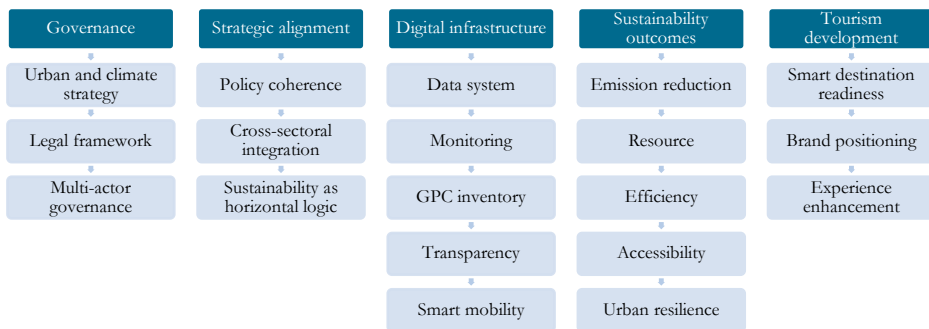 Governance
Urban and climate
strategy
Legal framework
Multi-actor
governance
Strategic alignment
Policy coherence
Cross-sectoral
integration
Sustainability as
horizontal logic
Digital infrastructure
Data system
Monitoring
GPC inventory
Transparency
Smart mobility
Sustainability
outcomes
Emission reduction
Resource
Efficiency
Accessibility
Urban resilience
Tourism
development
Smart destination
readiness
Brand positioning
Experience
enhancement